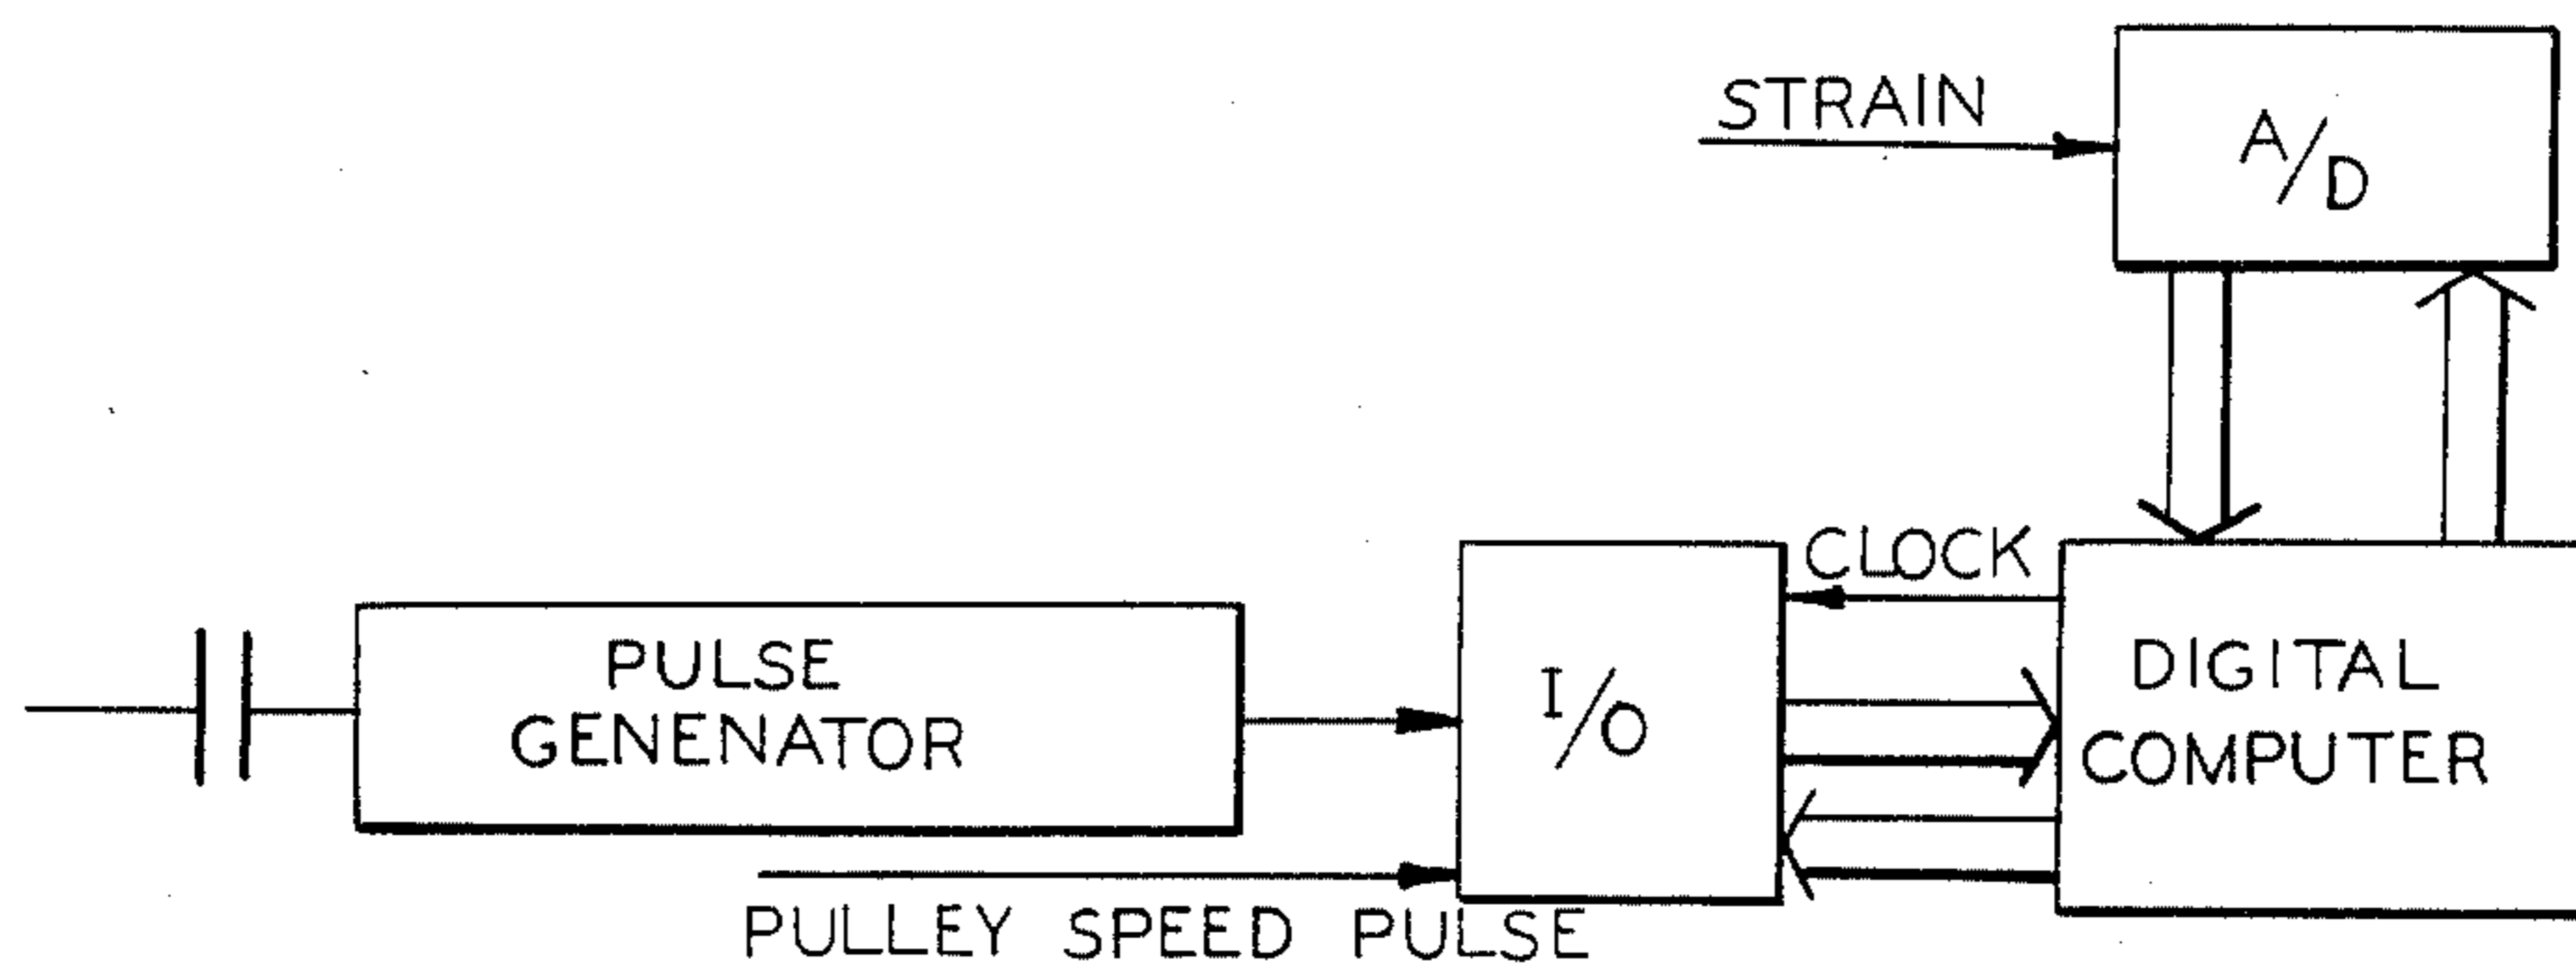 STRAIN
A/D
CLOCK
PULSE
GENENATOR
I/O
DIGITAL
COMPUTER
PULLEY SPEED PULSE